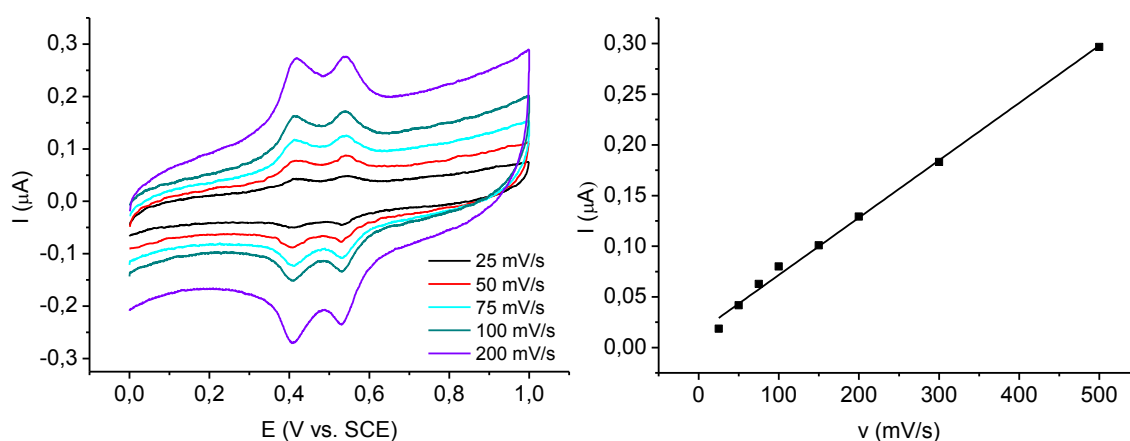 0,3
0,2
0,1
0,0
-0,1
-0,2
-0,3
I (μA)
25 mV/s
50 mV/s
75 mV/s
100 mV/s
200 mV/s
0,0 0,2 0,4 0,6 0,8 1,0
E (V vs. SCE)
0,30
0,25
0,20
0,15
0,10
0,05
0,00
I (μA)
0 100 200 300 400 500
v (mV/s)